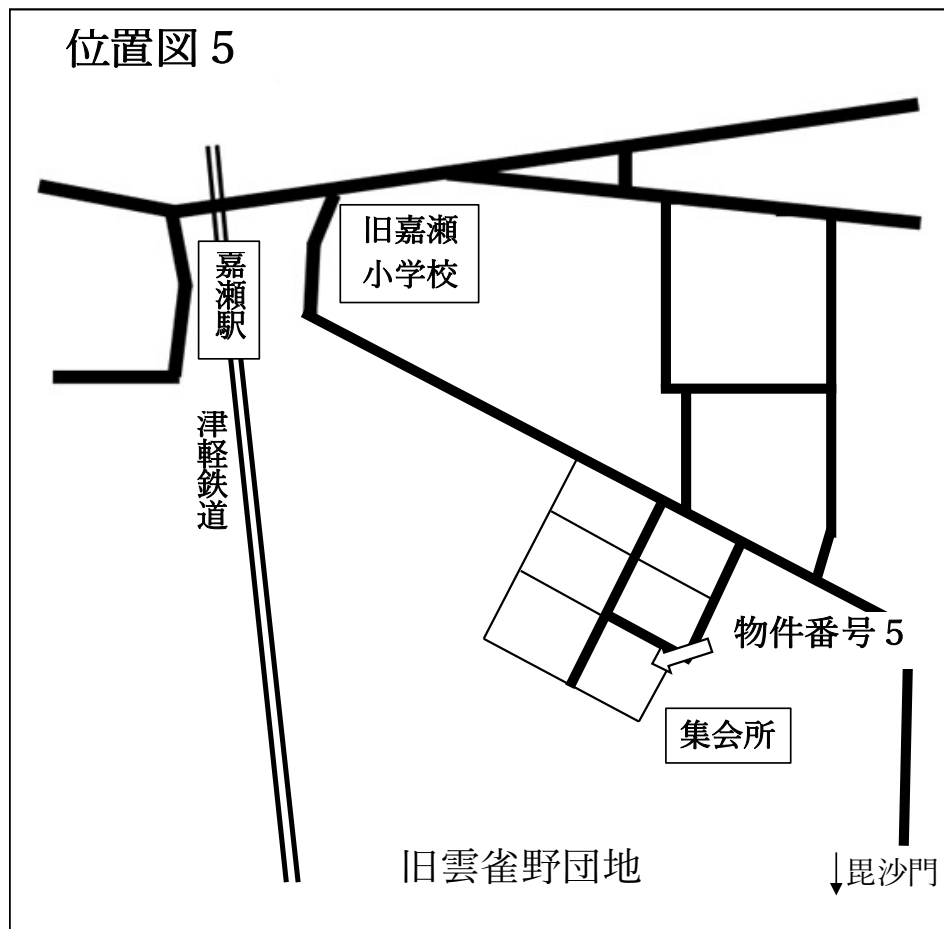 位置図５
旧嘉瀬
小学校
嘉瀬駅
津軽鉄道
物件番号５
集会所
旧雲雀野団地
↓毘沙門